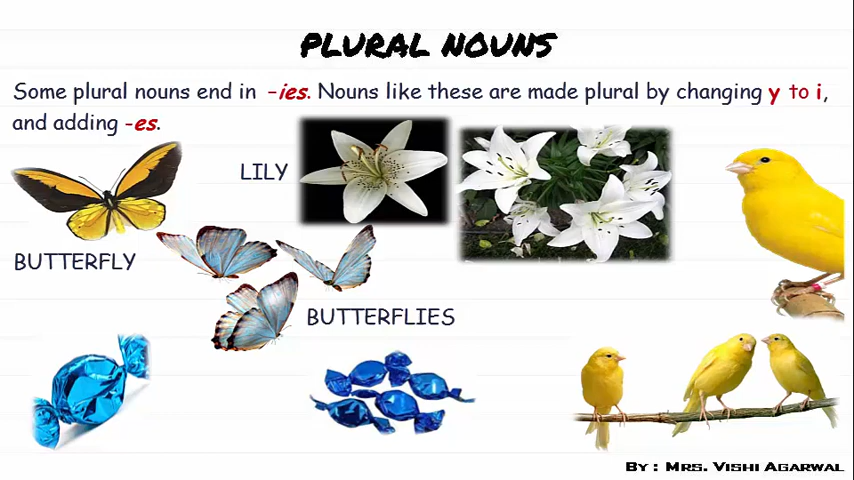 PLURAL NOUNS
Some plural nouns end in -ies. Nouns like these are made plural by changing y to i,
and adding -es.
LILY
BUTTERFLY
BUTTERFLIES
BY : MRS. VISHI AGARWAL